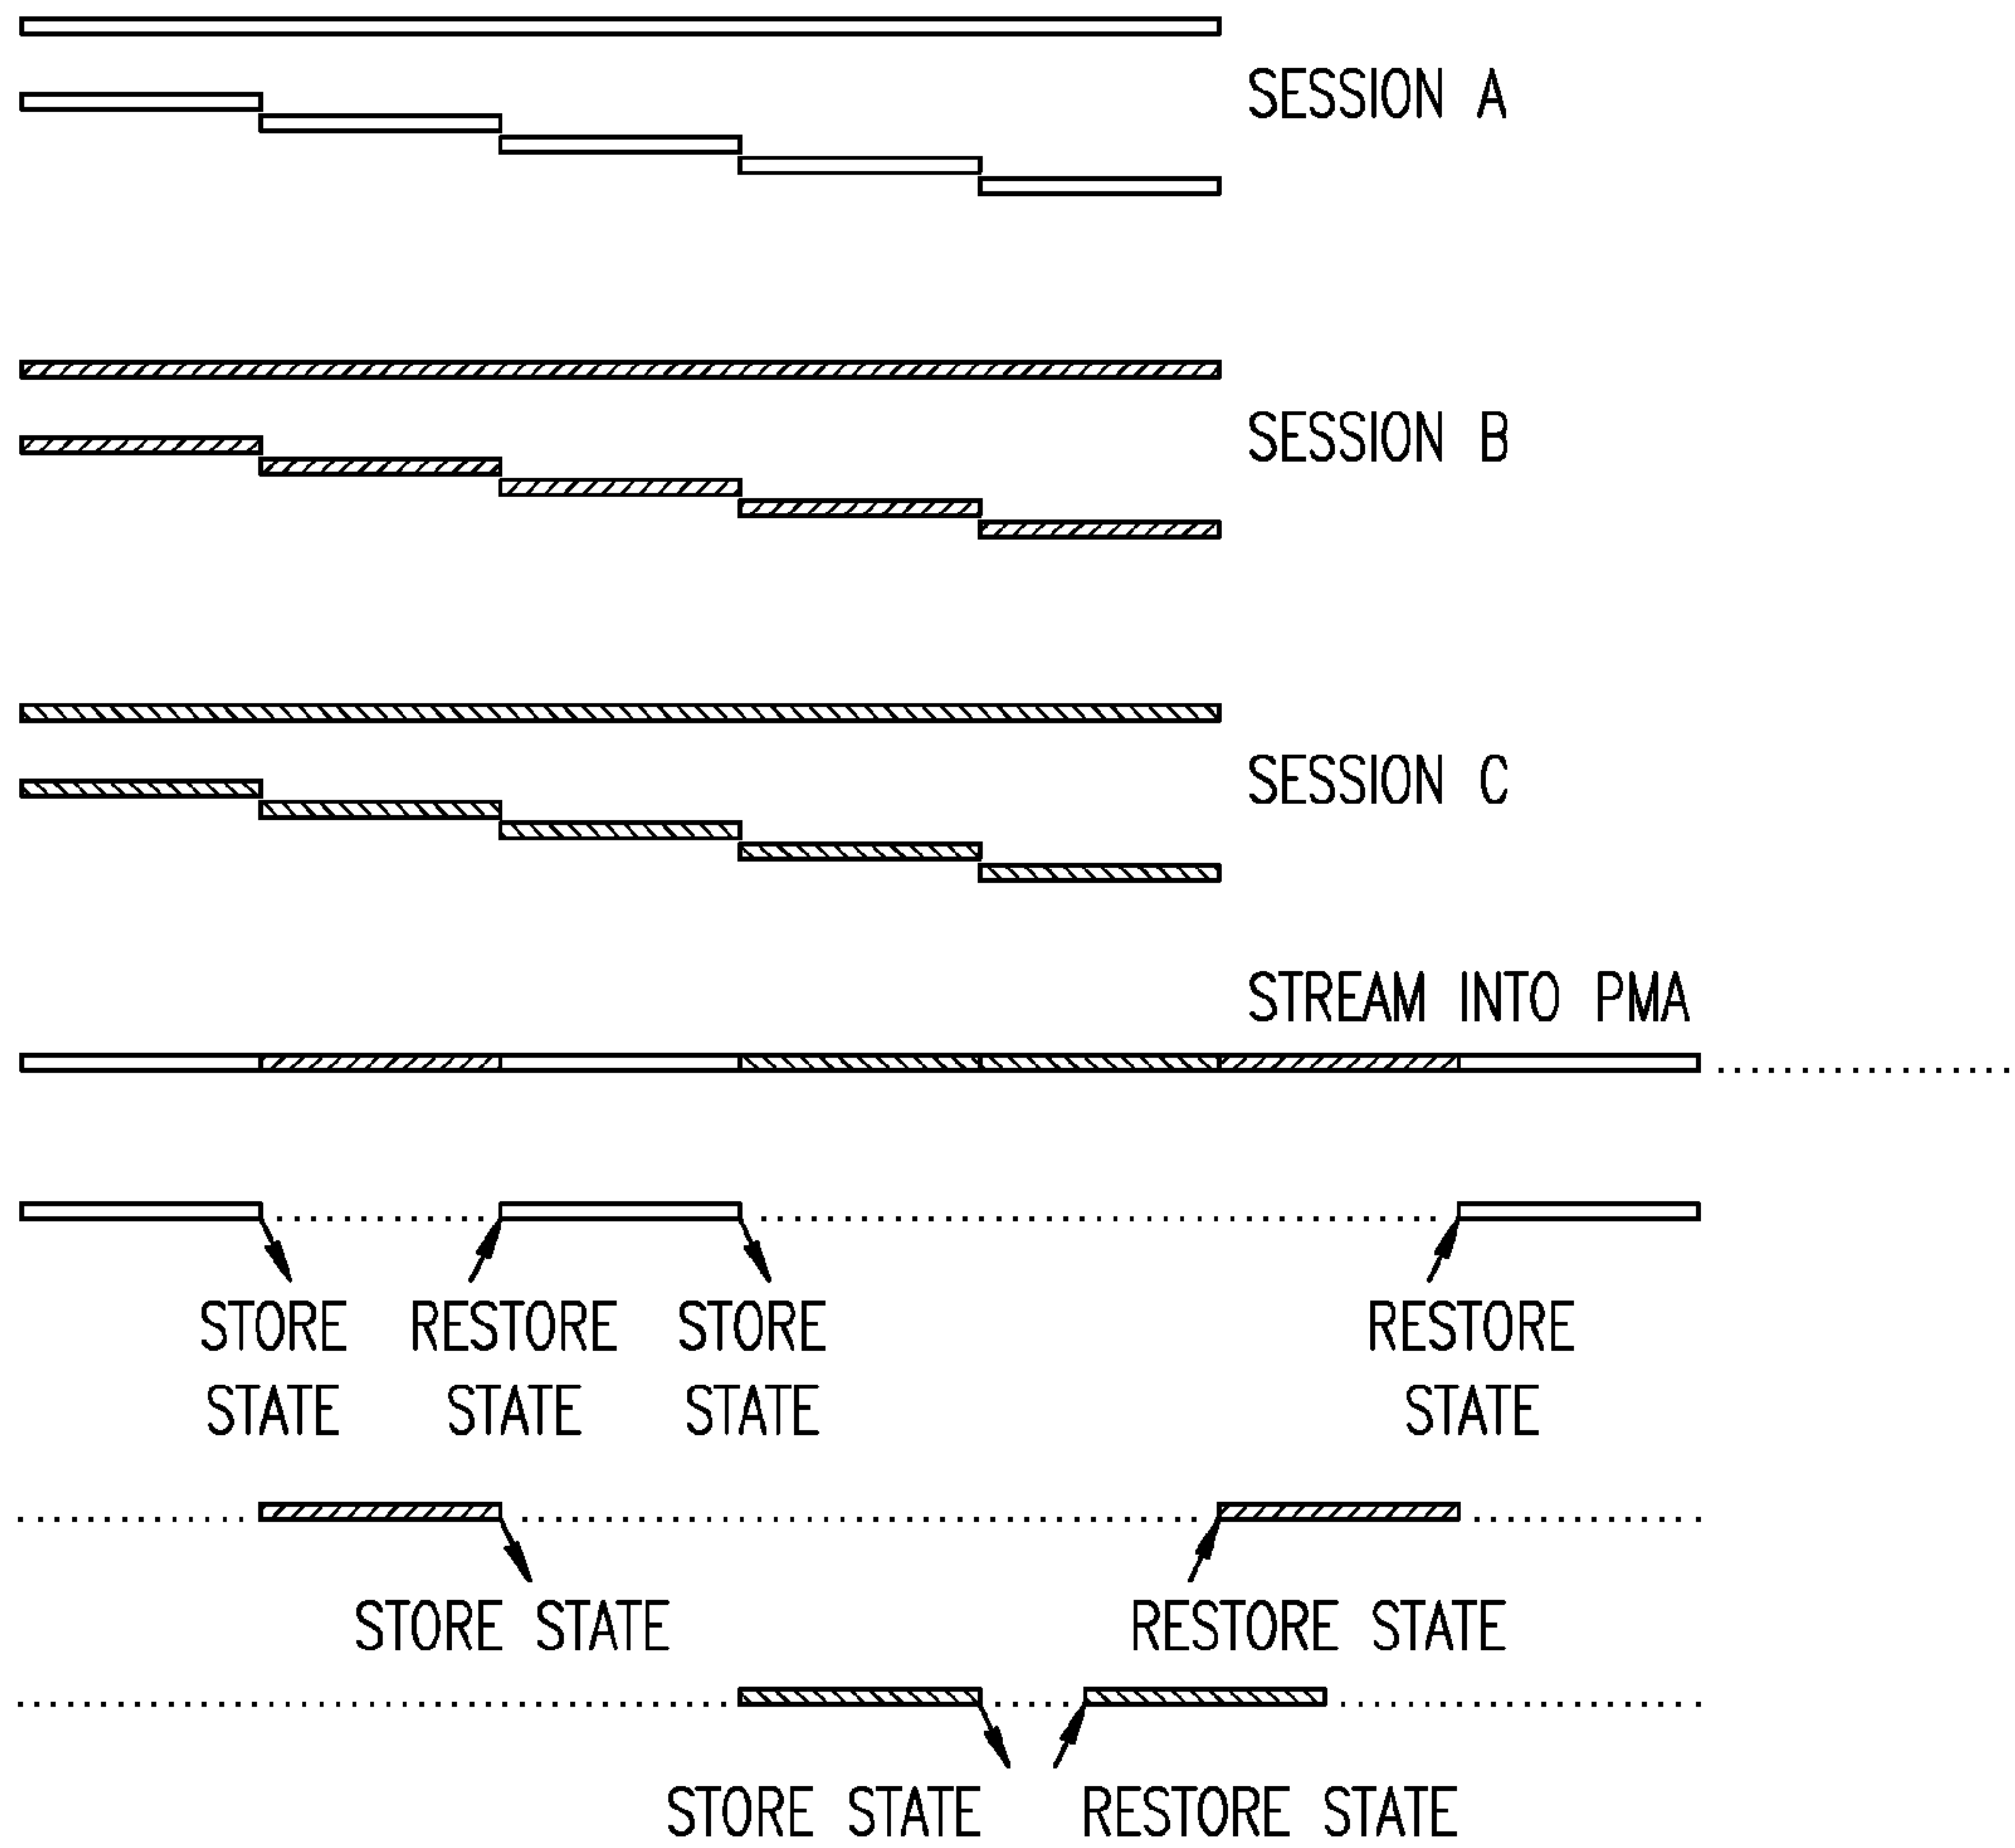 SESSION A
SESSION B
SESSION C
STREAM INTO PMA
STORE RESTORE STORE RESTORE
STATE STATE STATE STATE
STORE STATE RESTORE STATE
STORE STATE RESTORE STATE